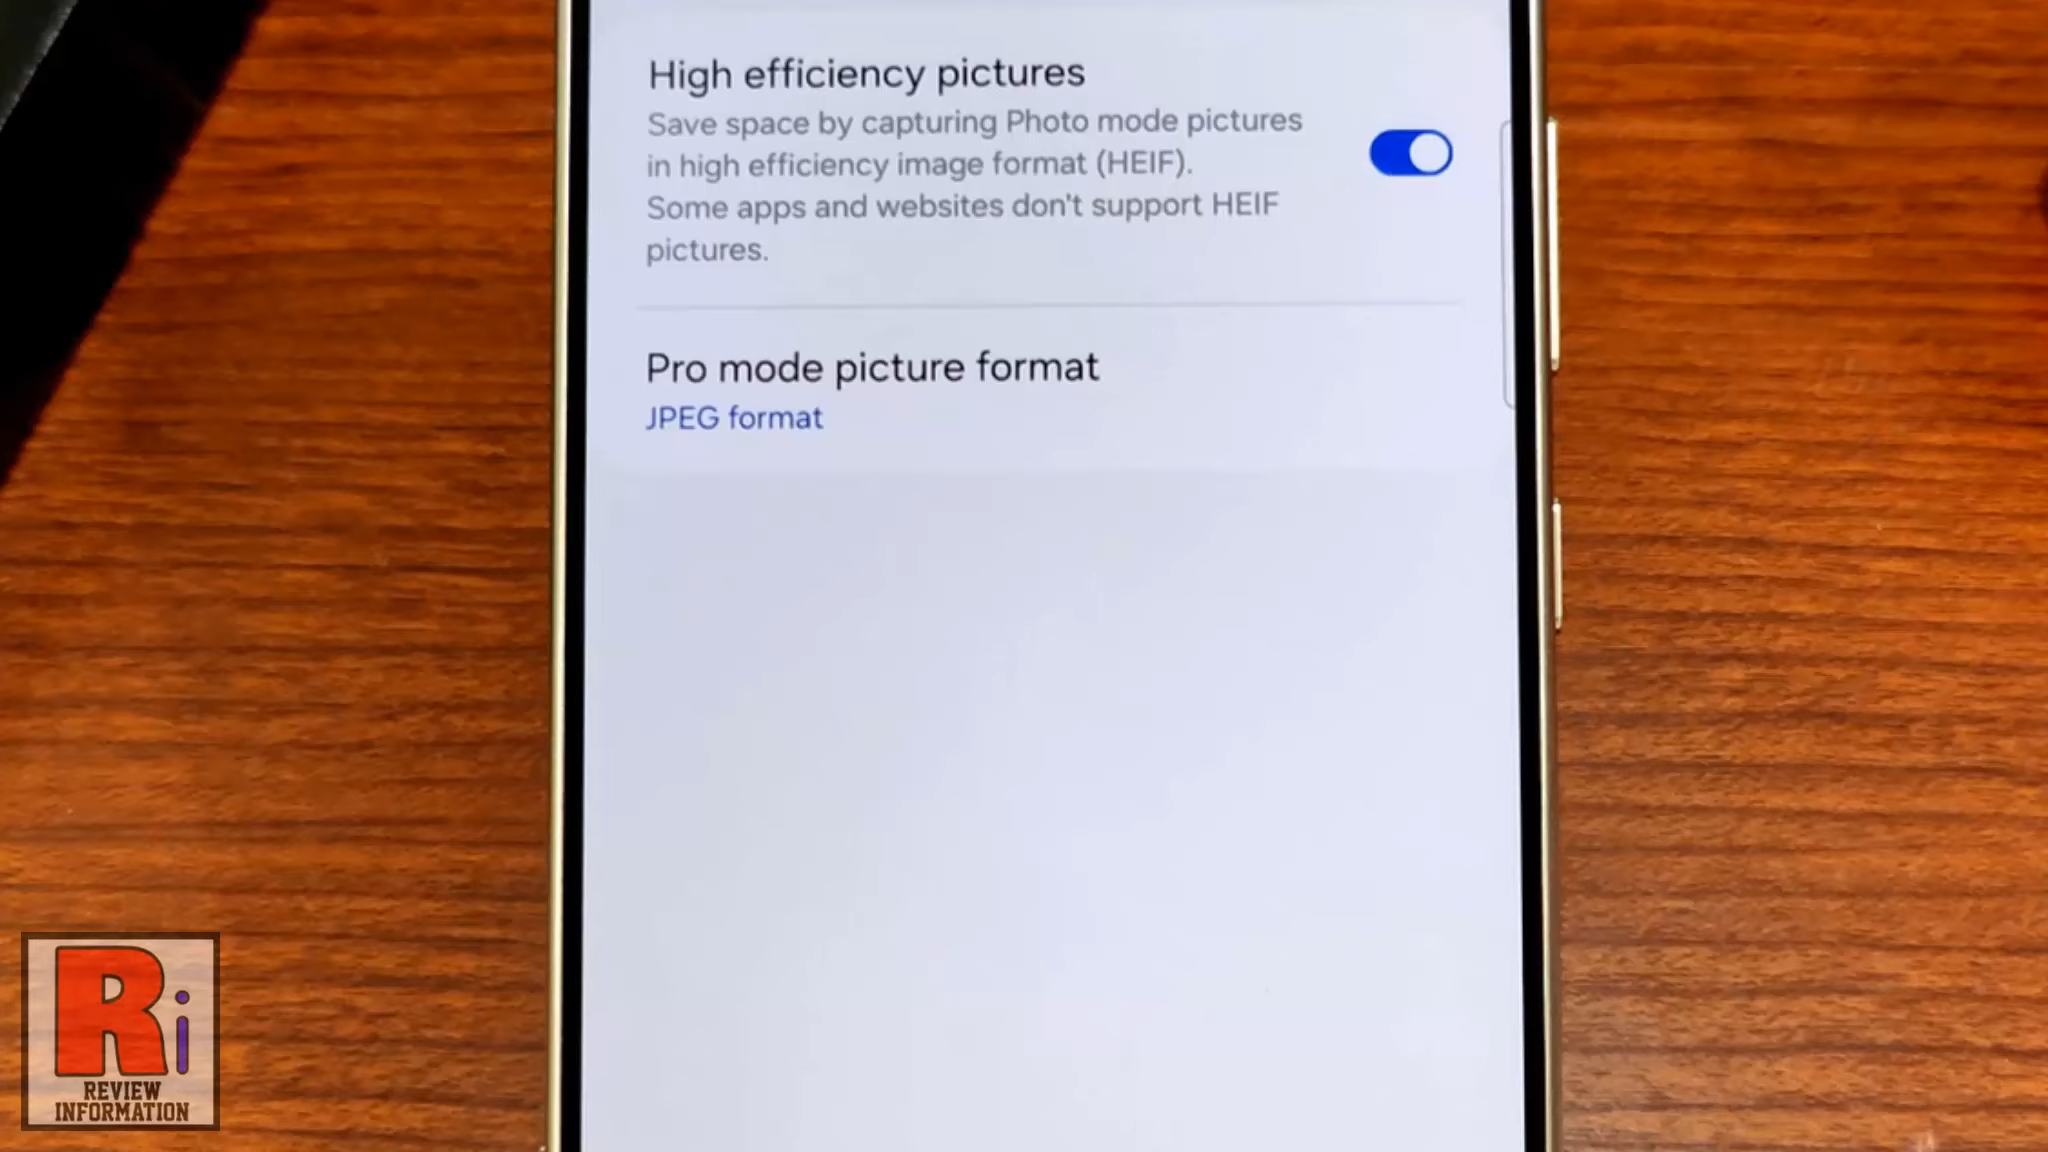 High efficiency pictures
Save space by capturing Photo mode pictures
in high efficiency image format (HEIF).
Some apps and websites don't support HEIF
pictures.
Pro mode picture format
JPEG format
Ri
REVIEW
INFORMATION